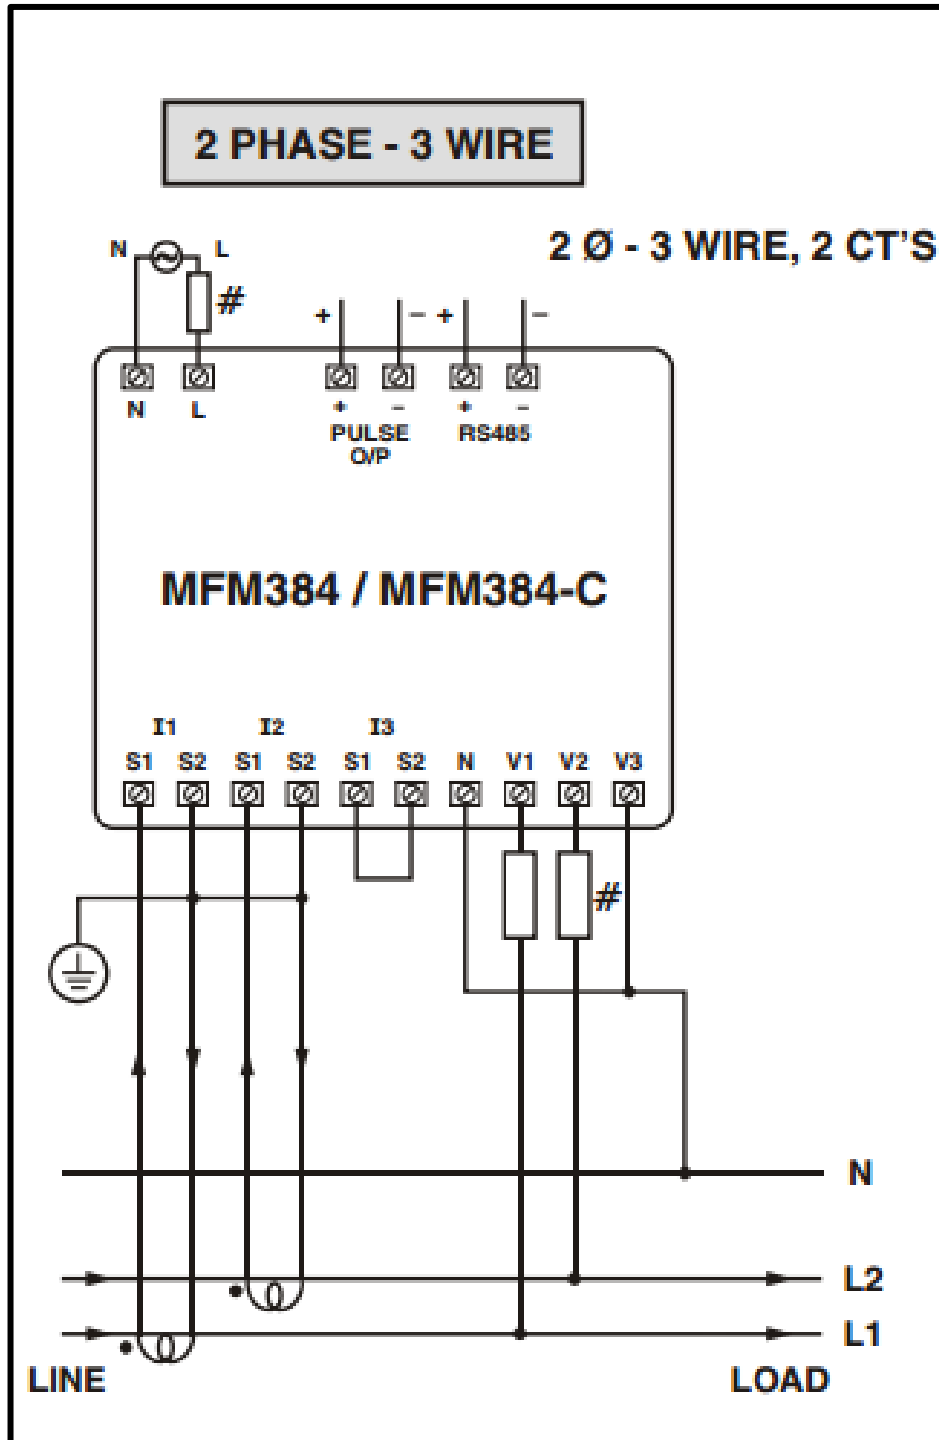 2 PHASE - 3 WIRE
2 Ø - 3 WIRE, 2 CT'S
N L
#
+ – + –
N L + – + –
PULSE O/P RS485
MFM384 / MFM384-C
I1 I2 I3
S1 S2 S1 S2 S1 S2 N V1 V2 V3
#
N
L2
L1
LINE LOAD